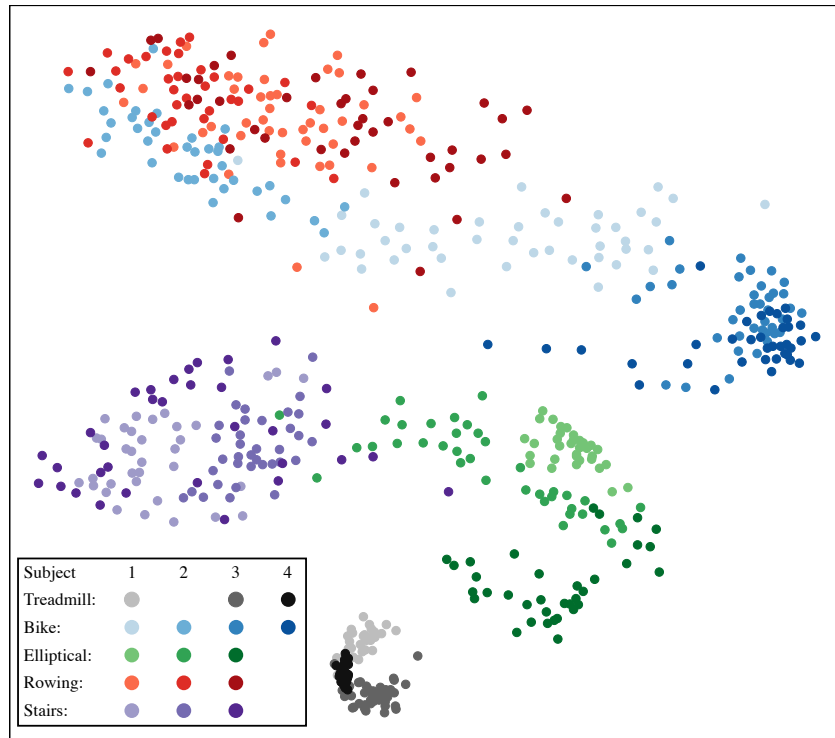 Subject 1 2 3 4
Treadmill:
Bike:
Elliptical:
Rowing:
Stairs: